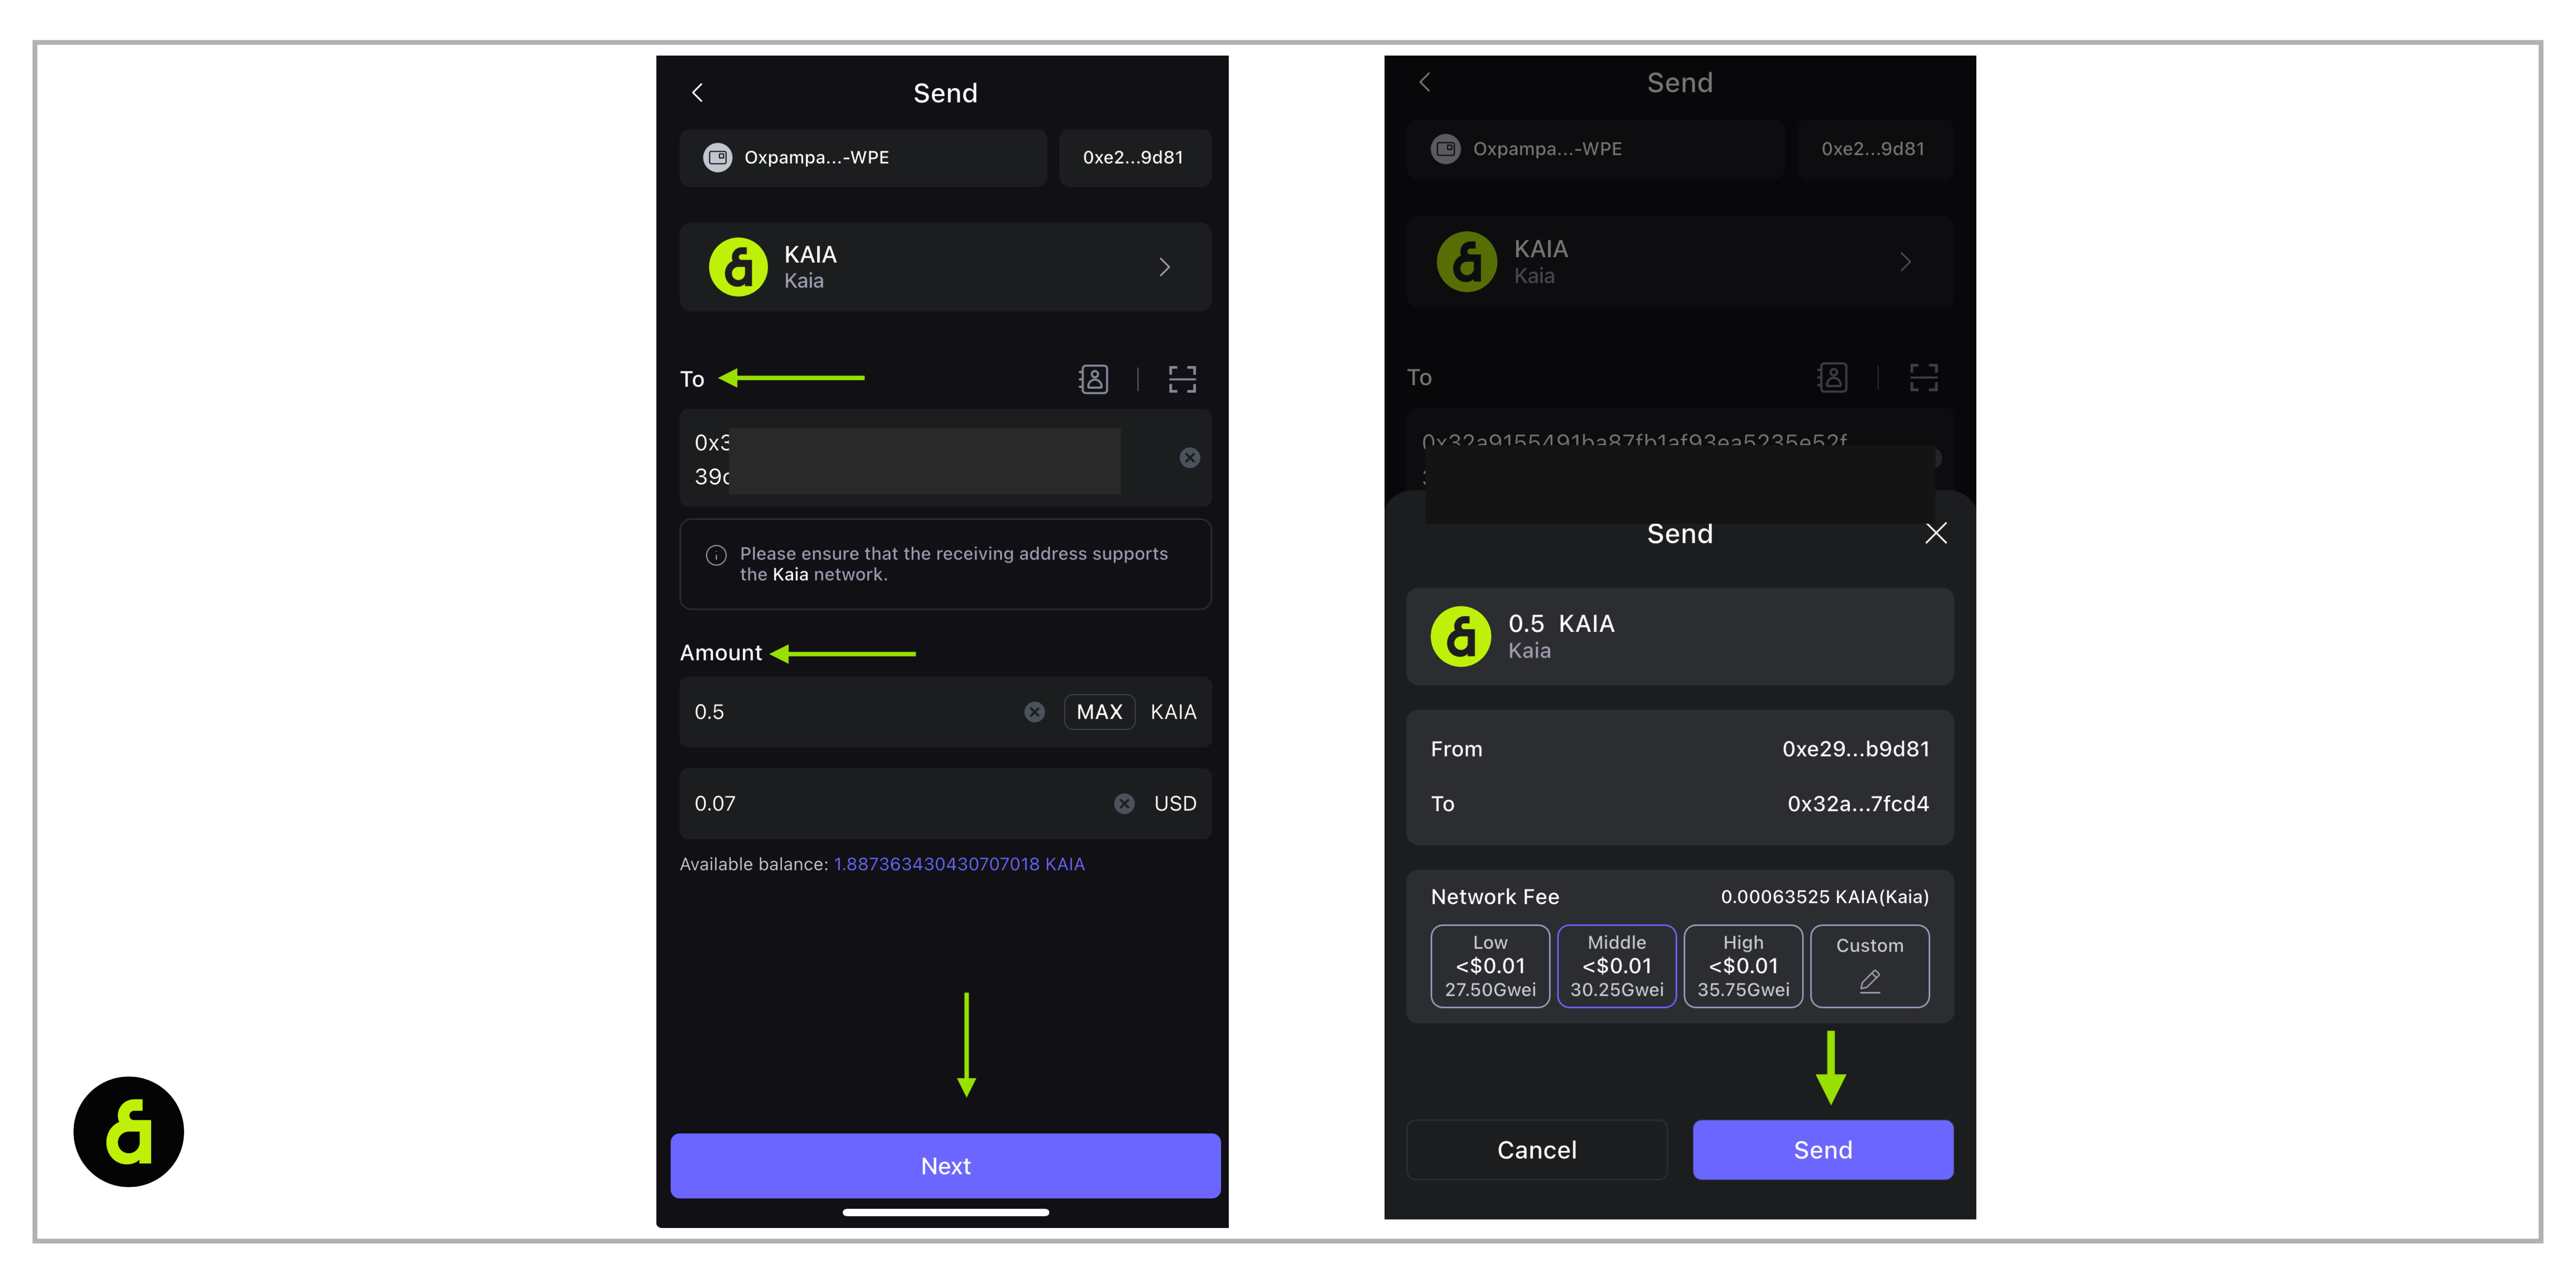 Send
Oxpampa...-WPE
0xe2...9d81
KAIA
Kaia
To
0x3
39c
Please ensure that the receiving address supports
the Kaia network.
Amount
0.5 MAX KAIA
0.07 USD
Available balance: 1.887363430430707018 KAIA
Next
Send
Oxpampa...-WPE
0xe2...9d81
KAIA
Kaia
To
0x32a9155491ba87fb1af93ea5235e52f
Send
0.5 KAIA
Kaia
From 0xe29...b9d81
To 0x32a...7fcd4
Network Fee 0.00063525 KAIA(Kaia)
Low
<$0.01
27.50Gwei
Middle
<$0.01
30.25Gwei
High
<$0.01
35.75Gwei
Custom
Cancel
Send